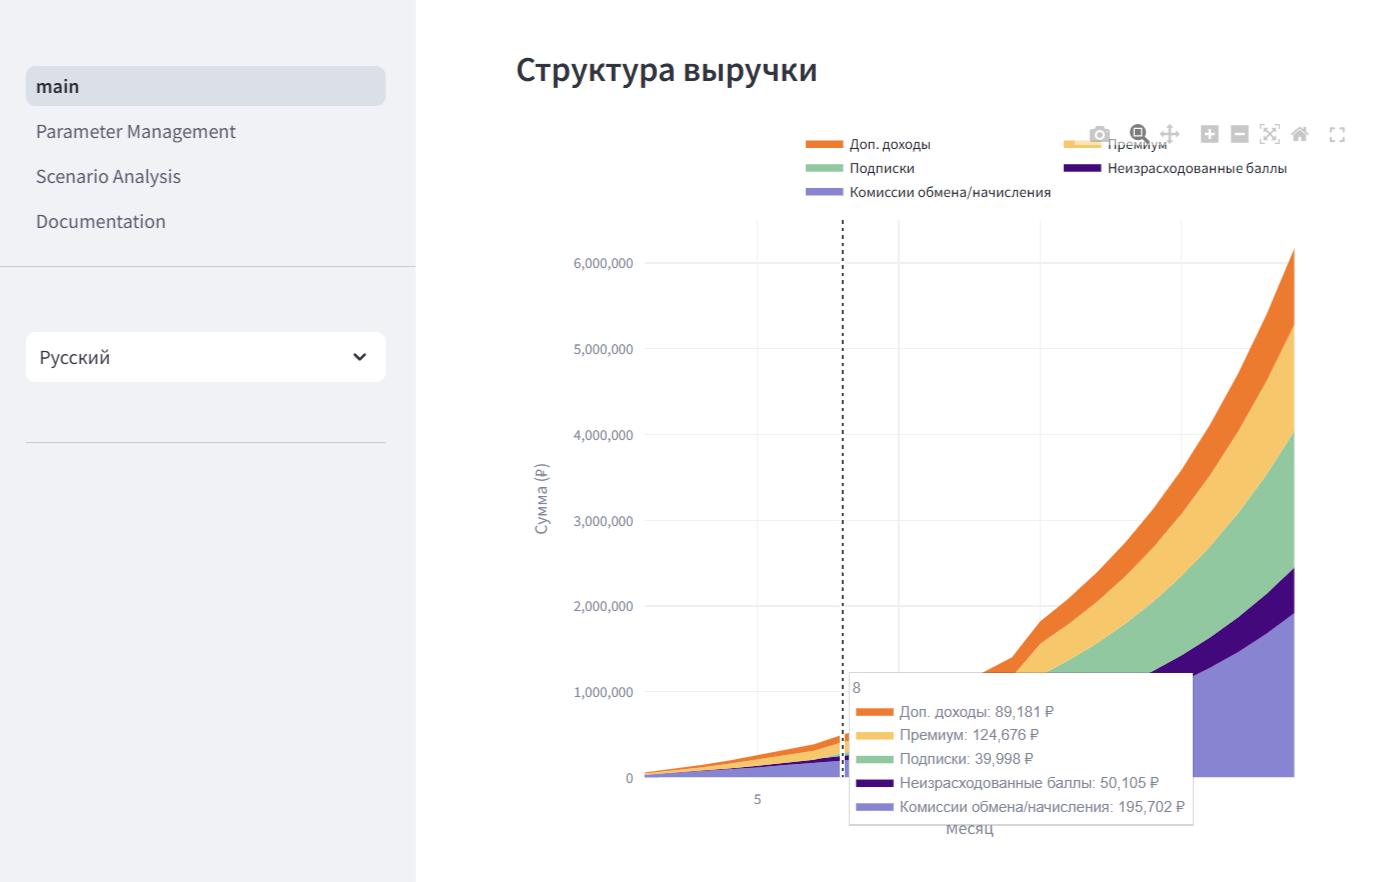 main
Parameter Management
Scenario Analysis
Documentation
Русский
Структура выручки
Доп. доходы
Премиум
Подписки
Неизрасходованные баллы
Комиссии обмена/начисления
6,000,000
5,000,000
4,000,000
3,000,000
2,000,000
1,000,000
0
Сумма (₽)
5
8
Доп. доходы: 89,181 ₽
Премиум: 124,676 ₽
Подписки: 39,998 ₽
Неизрасходованные баллы: 50,105 ₽
Комиссии обмена/начисления: 195,702 ₽
Месяц